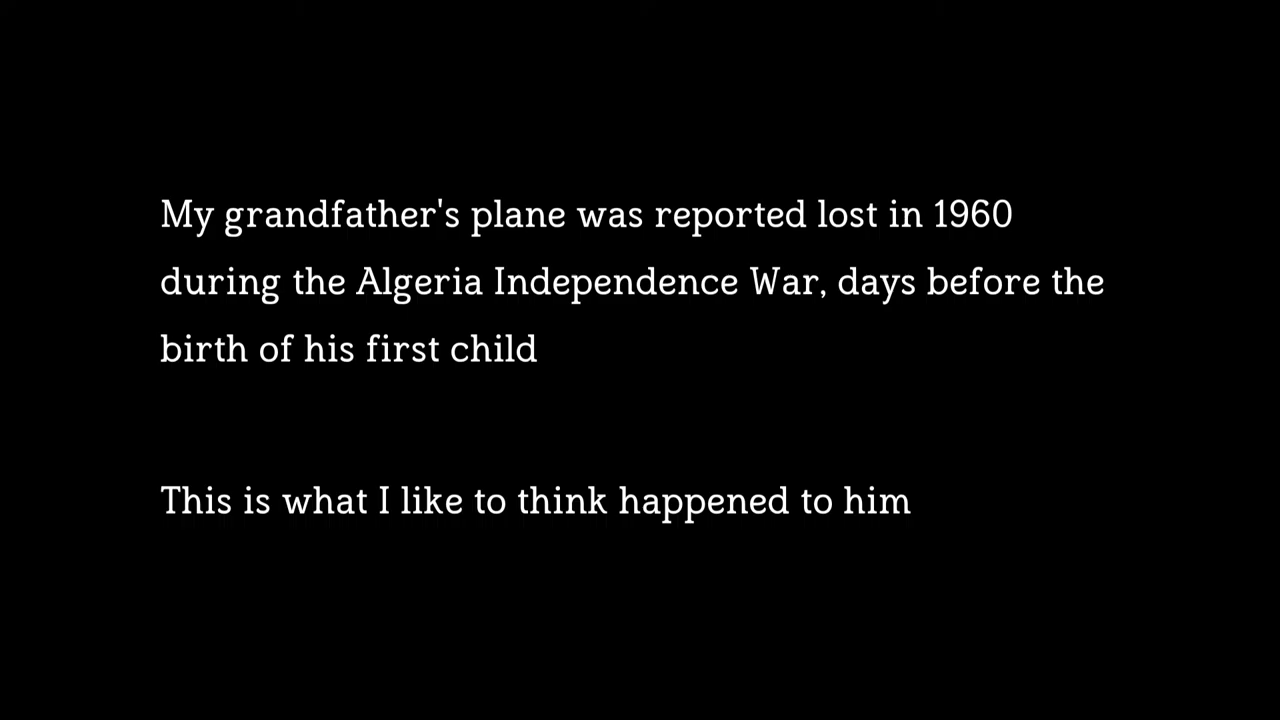 My grandfather's plane was reported lost in 1960
during the Algeria Independence War, days before the
birth of his first child
This is what I like to think happened to him